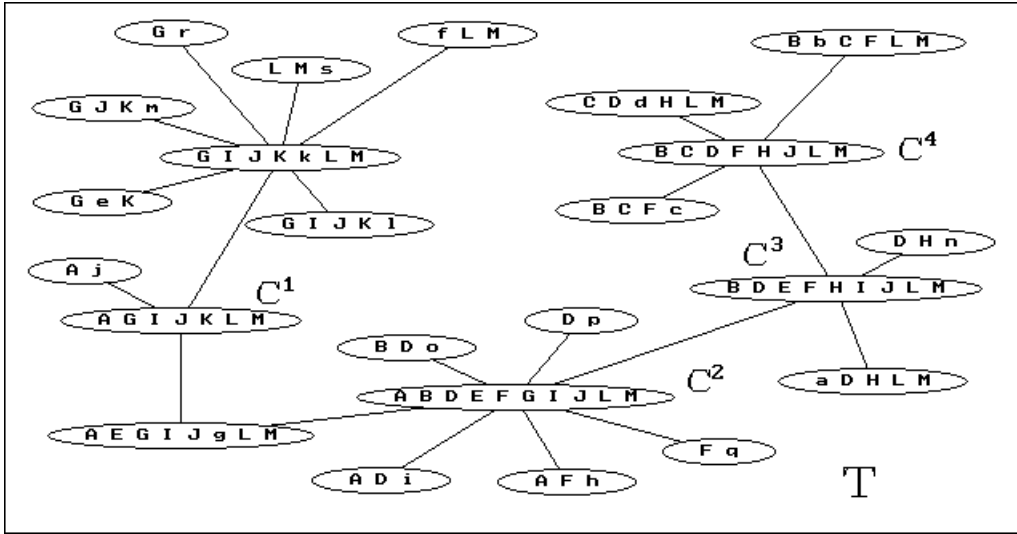 G r
f L M
B b C F L M
L M s
C D d H L M
G J K m
G I J K k L M
B C D F H J L M
C⁴
G e K
G I J K l
B C F c
D H n
C³
A j
C¹
B D E F H I J L M
A G I J K L M
D p
B D o
C²
a D H L M
A B D E F G I J L M
A E G I J g L M
F q
A D i
A F h
T